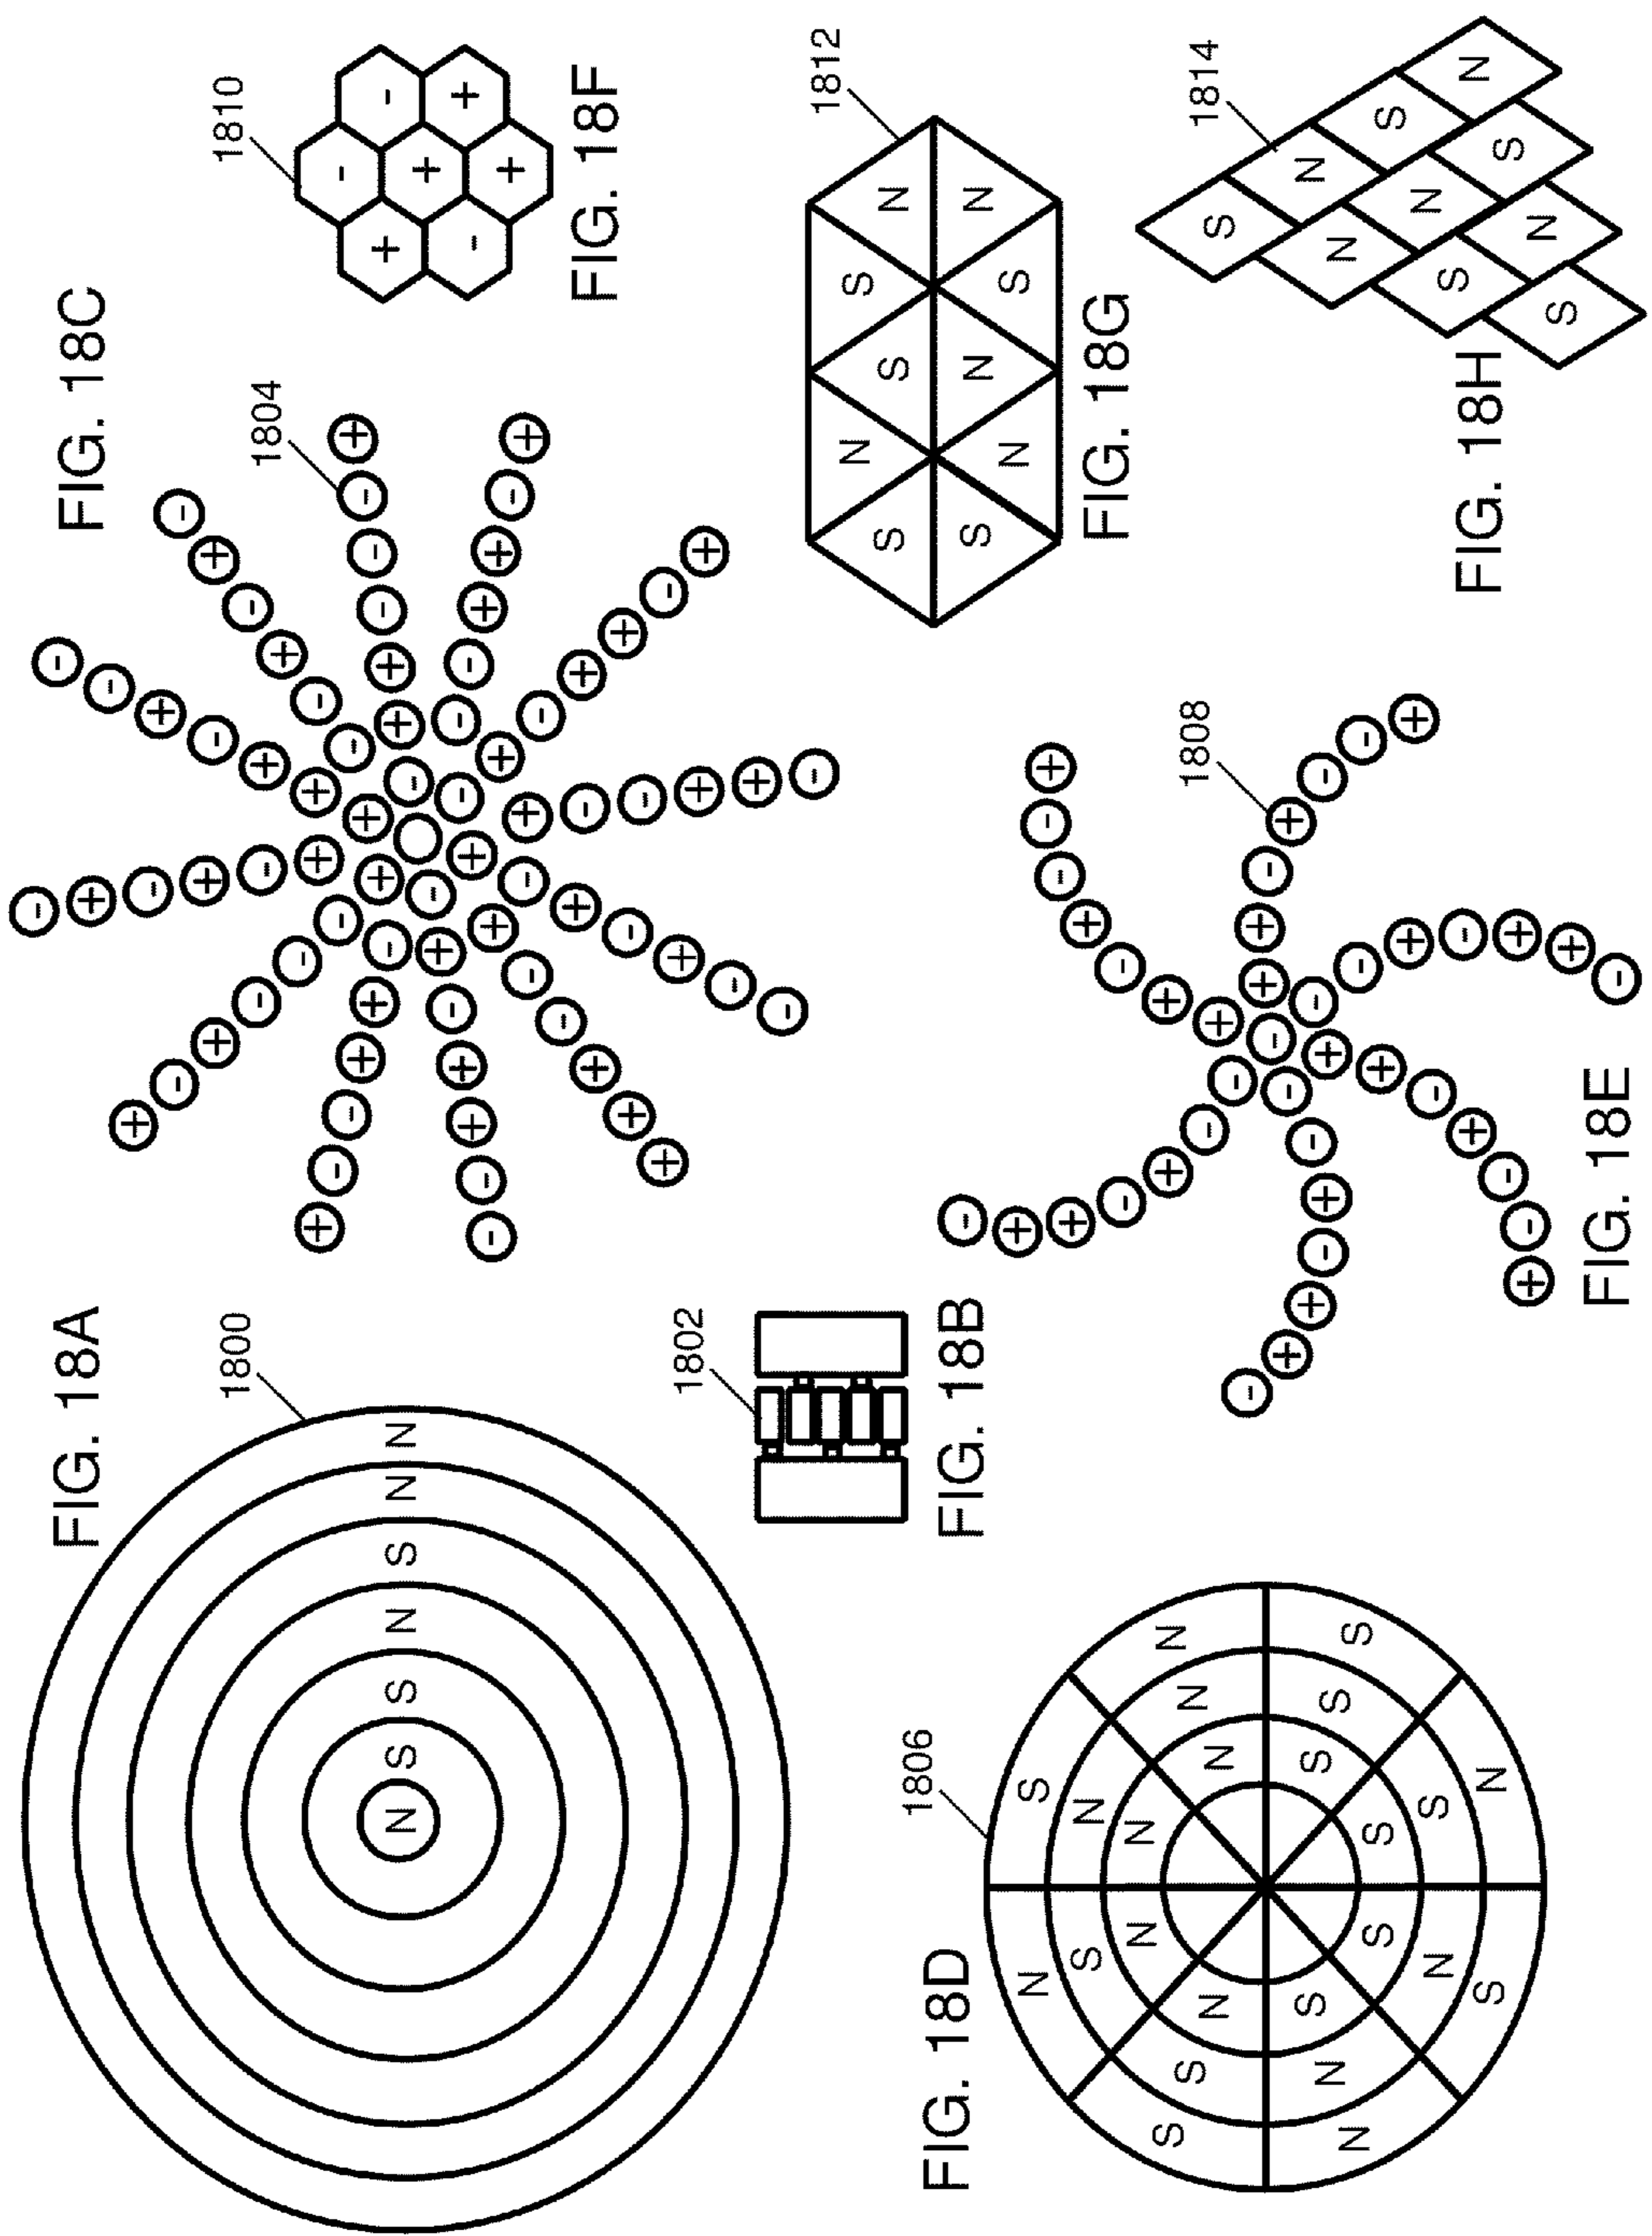 FIG. 18A
1800
N S S N S N N
FIG. 18C
1804
1810
FIG. 18F
1802
FIG. 18B
1806
FIG. 18D
N S
S N
N N
S N
S N
N N
S S
N S
N S
S S
N S
S N
1808
FIG. 18E
1812
S N S S N
S N N S N
FIG. 18G
1814
S N S N
N N S
S N
S
FIG. 18H